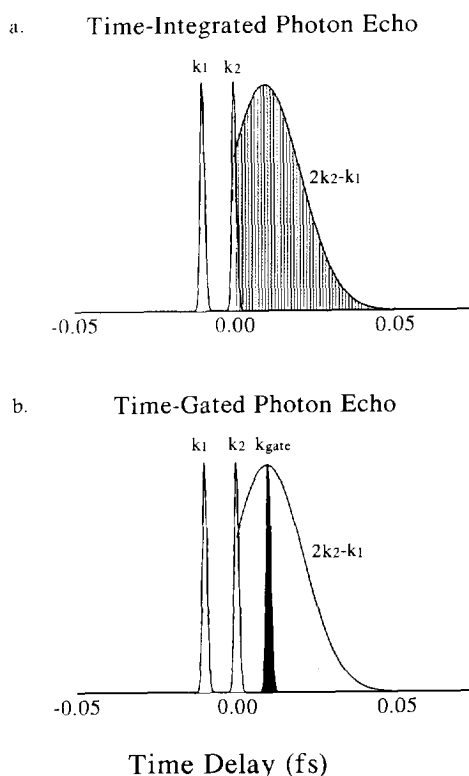 a. Time-Integrated Photon Echo
k1 k2
2k2-k1
-0.05 0.00 0.05
b. Time-Gated Photon Echo
k1 k2 kgate
2k2-k1
-0.05 0.00 0.05
Time Delay (fs)